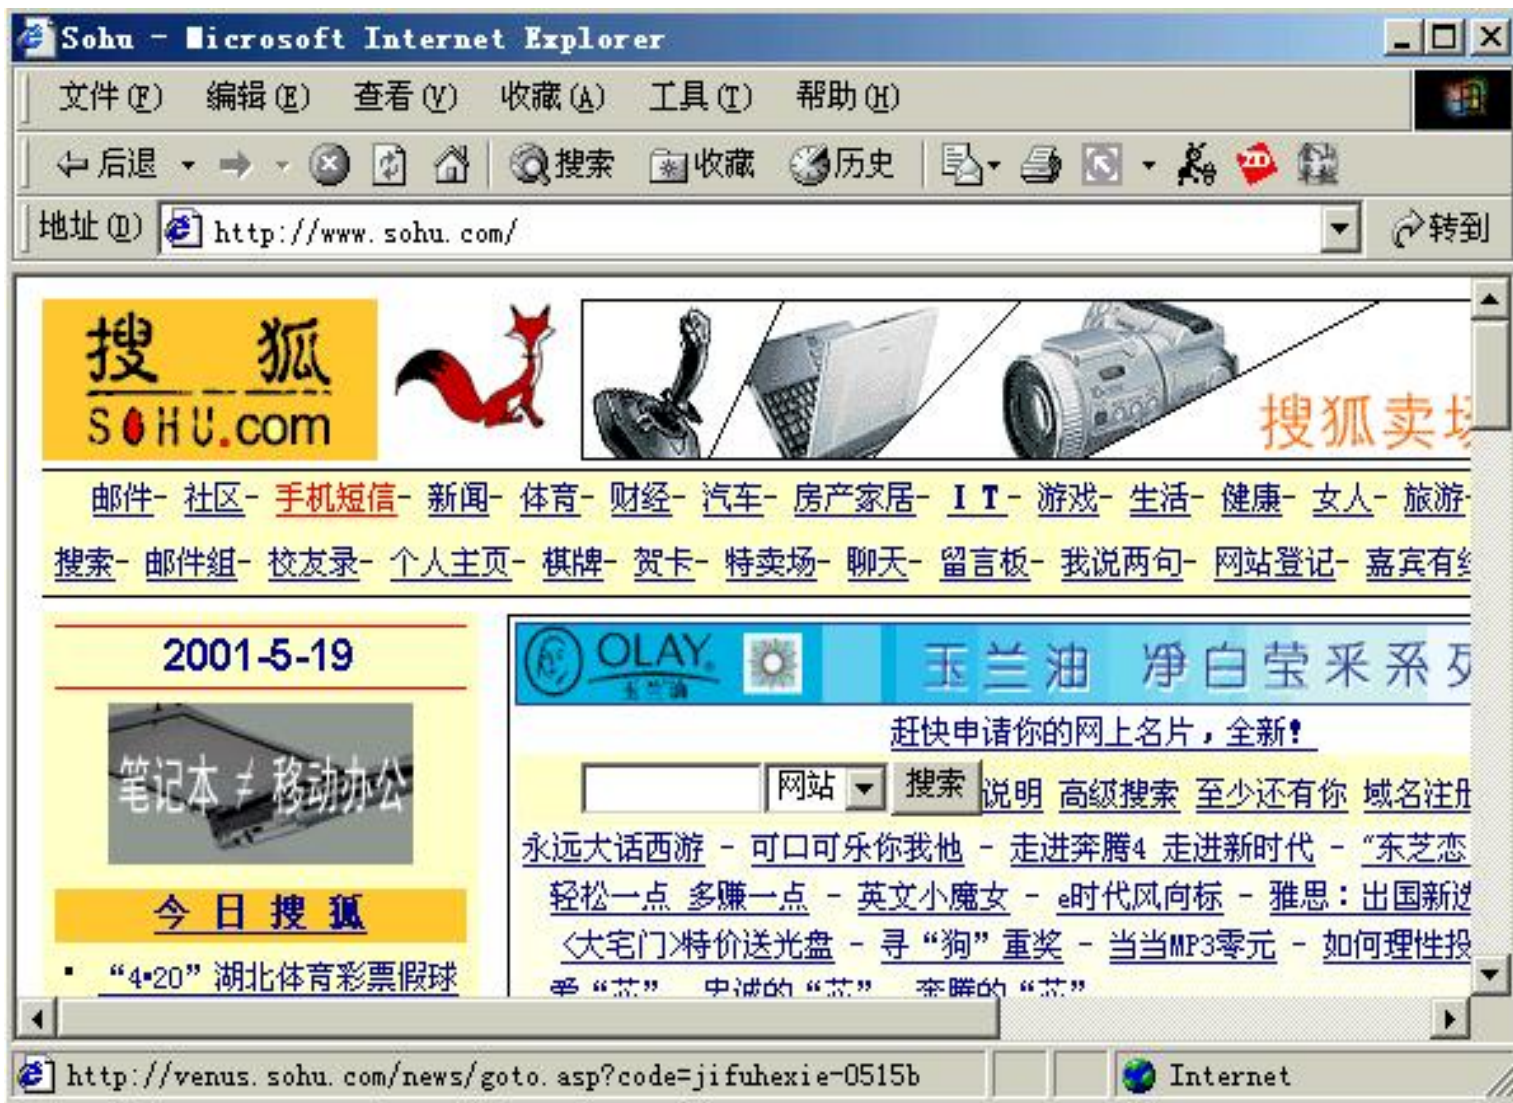 Sohu - Microsoft Internet Explorer
文件(F) 编辑(E) 查看(V) 收藏(A) 工具(T) 帮助(H)
后退 搜索 收藏 历史
地址(D) http://www.sohu.com/ 转到
搜 狐
SOHU.com
搜狐卖场
邮件- 社区- 手机短信- 新闻- 体育- 财经- 汽车- 房产家居- I T - 游戏- 生活- 健康- 女人- 旅游-
搜索- 邮件组- 校友录- 个人主页- 棋牌- 贺卡- 特卖场- 聊天- 留言板- 我说两句- 网站登记- 嘉宾有
2001-5-19
OLAY 玉兰油 玉兰油 净白莹采系列
笔记本 ≠ 移动办公
赶快申请你的网上名片,全新!
网站 搜索 说明 高级搜索 至少还有你 域名注册
永远大话西游 - 可口可乐你我他 - 走进奔腾4 走进新时代 - “东芝恋
轻松一点 多赚一点 - 英文小魔女 - e时代风向标 - 雅思:出国新选
今 日 搜 狐
〈大宅门〉特价送光盘 - 寻“狗”重奖 - 当当MP3零元 - 如何理性投
▪ “4▪20”湖北体育彩票假球
http://venus.sohu.com/news/goto.asp?code=jifuhexie-0515b Internet